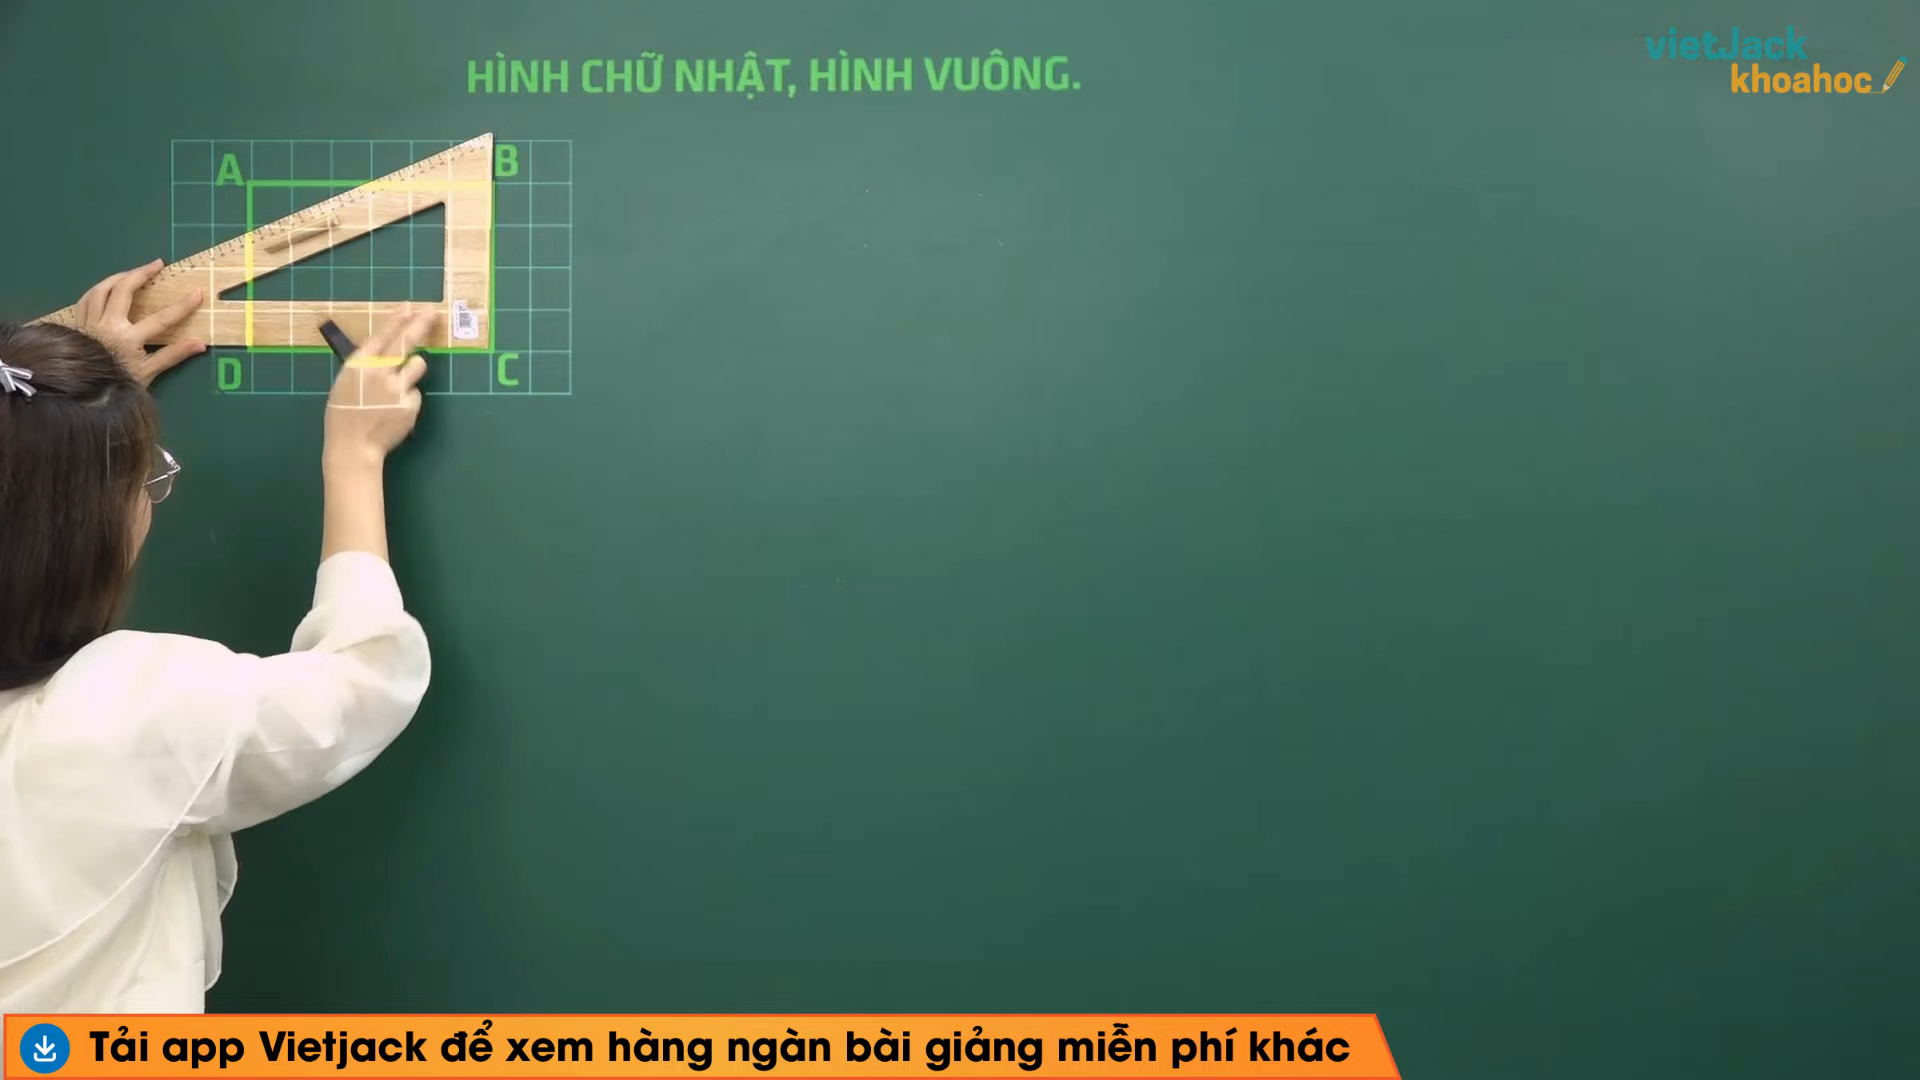 vietJack
khoahoc
HÌNH CHỮ NHẬT, HÌNH VUÔNG.
A
B
D
C
Tải app Vietjack để xem hàng ngàn bài giảng miễn phí khác